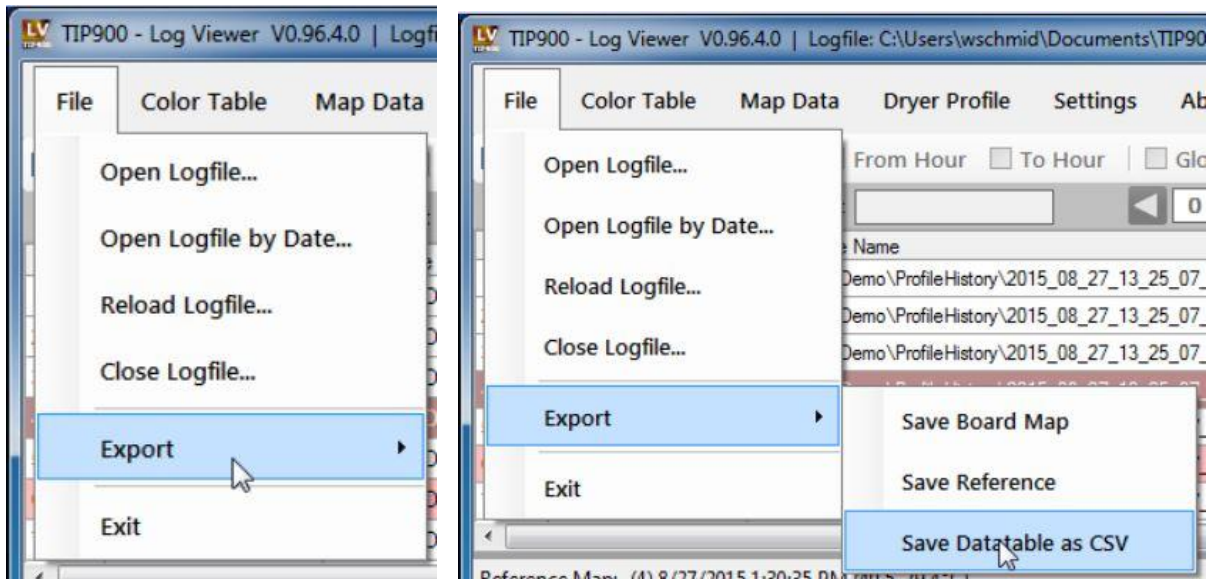 TIP900 - Log Viewer V0.96.4.0 | Logfi
File Color Table Map Data
Open Logfile...
Open Logfile by Date...
Reload Logfile...
Close Logfile...
Export
Exit
TIP900 - Log Viewer V0.96.4.0 | Logfile: C:\Users\wschmid\Documents\TIP90
File Color Table Map Data Dryer Profile Settings Ab
From Hour To Hour Glo
0
Name
Demo\ProfileHistory\2015_08_27_13_25_07_
Demo\ProfileHistory\2015_08_27_13_25_07_
Demo\ProfileHistory\2015_08_27_13_25_07_
Open Logfile...
Open Logfile by Date...
Reload Logfile...
Close Logfile...
Export
Exit
Save Board Map
Save Reference
Save Datatable as CSV